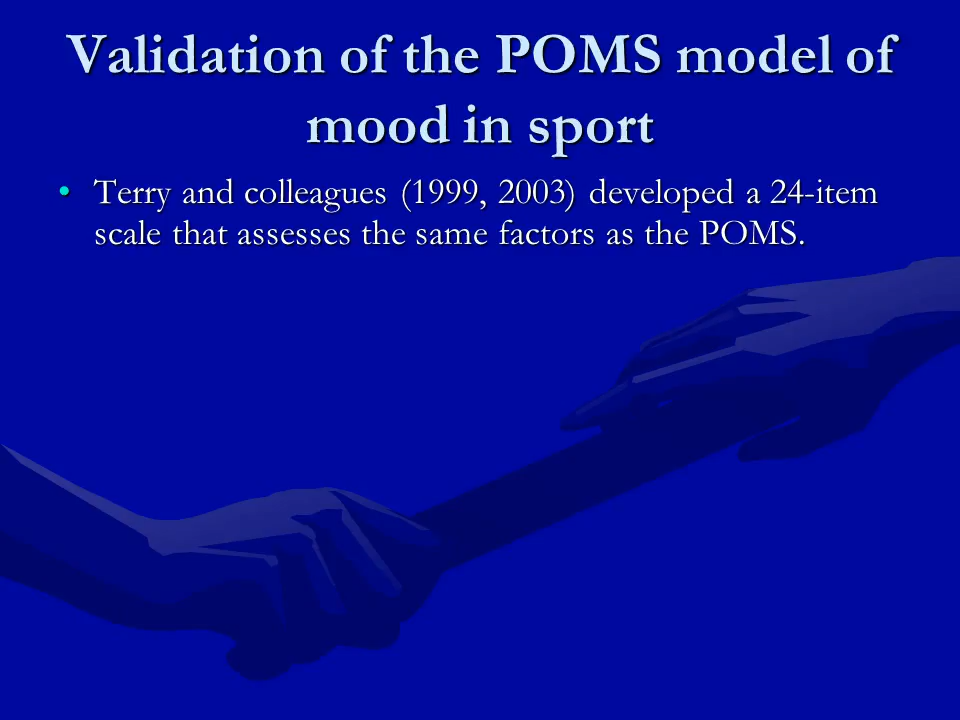 Validation of the POMS model of
mood in sport
• Terry and colleagues (1999, 2003) developed a 24-item
scale that assesses the same factors as the POMS.